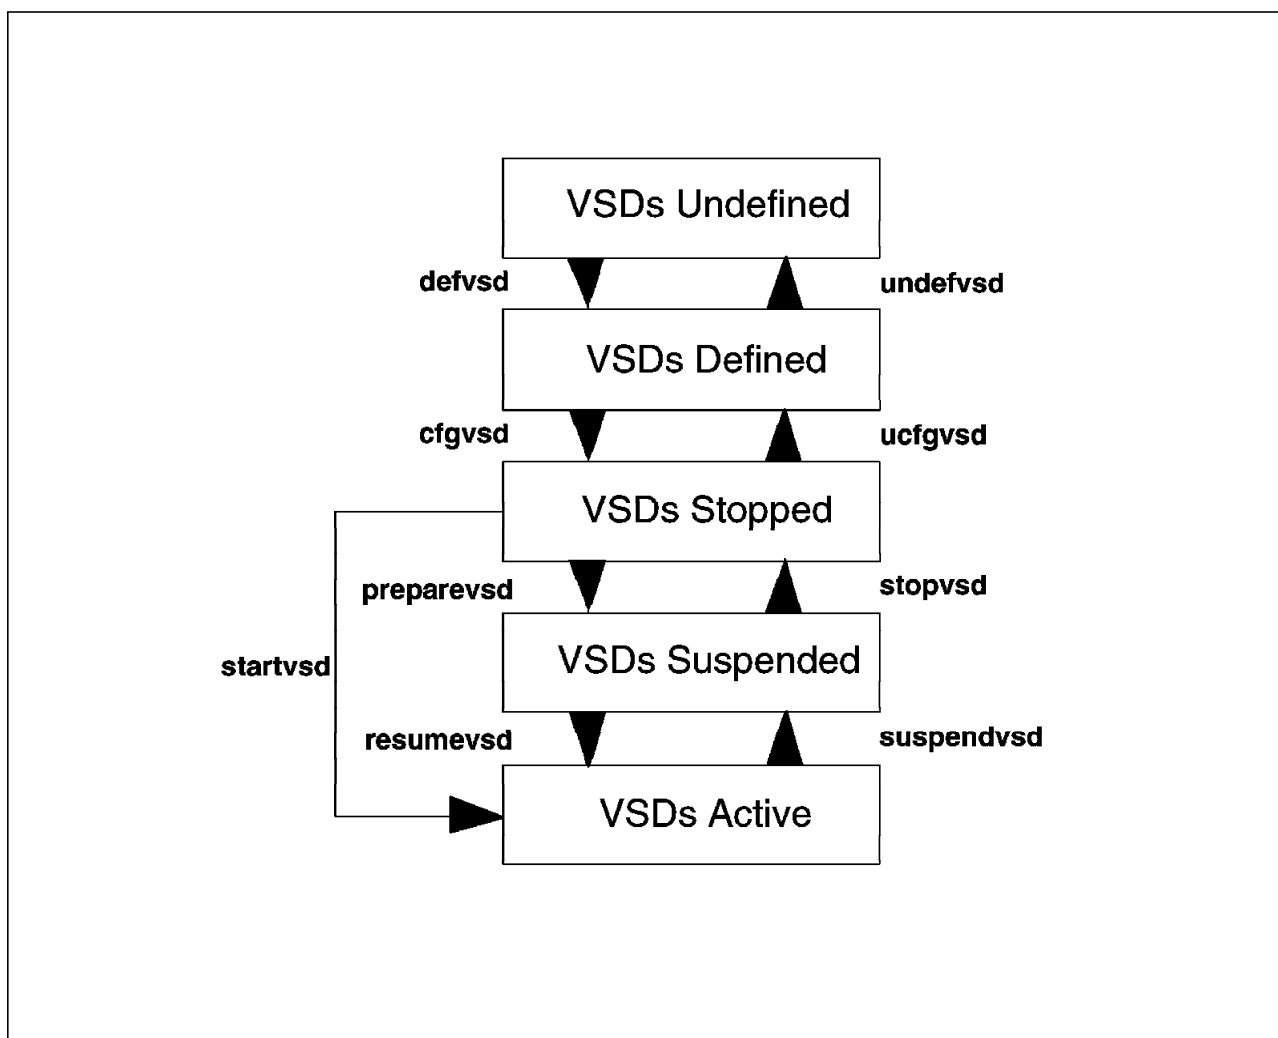 VSDs Undefined
defvsd
undefvsd
VSDs Defined
cfgvsd
ucfgvsd
VSDs Stopped
preparevsd
stopvsd
startvsd
VSDs Suspended
resumevsd
suspendvsd
VSDs Active